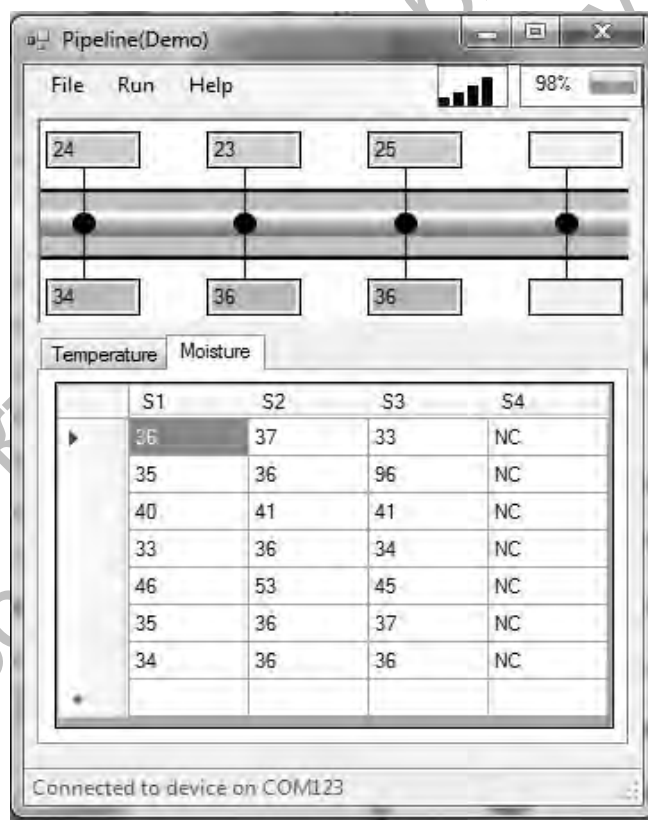 Pipeline(Demo)
File Run Help 98%
24 23 25
34 36 36
Temperature Moisture
S1 S2 S3 S4
36 37 33 NC
35 36 96 NC
40 41 41 NC
33 36 34 NC
46 53 45 NC
35 36 37 NC
34 36 36 NC
Connected to device on COM123